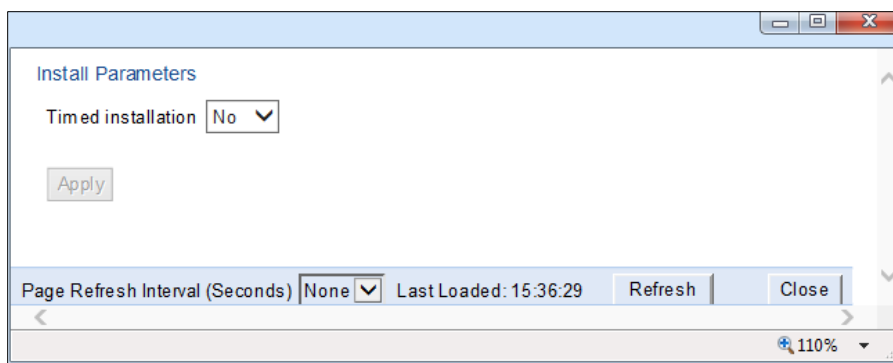 Install Parameters
Timed installation No
Apply
Page Refresh Interval (Seconds) None Last Loaded: 15:36:29 Refresh Close
110%